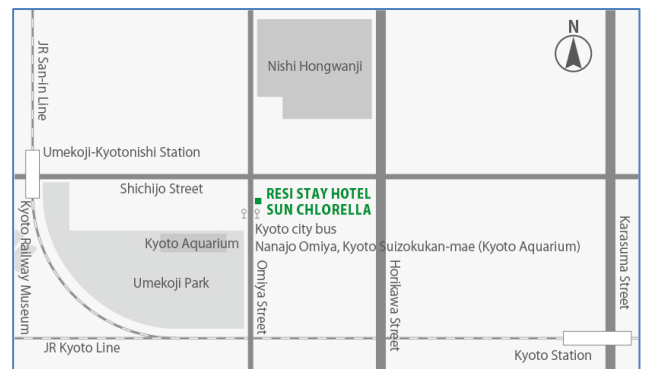 N
JR San-in Line
Nishi Hongwanji
Umekoji-Kyotonishi Station
Shichijo Street
RESI STAY HOTEL
SUN CHLORELLA
Kyoto city bus
Nanajo Omiya, Kyoto Suizokukan-mae (Kyoto Aquarium)
Kyoto Aquarium
Umekoji Park
Kyoto Railway Museum
Omiya Street
Horikawa Street
Karasuma Street
JR Kyoto Line
Kyoto Station